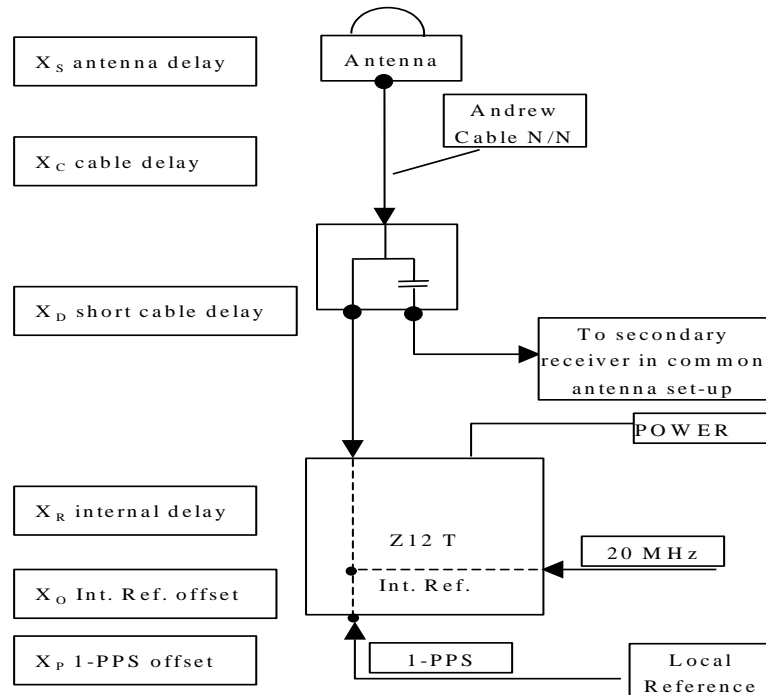 X_S antenna delay
Antenna
Andrew
Cable N/N
X_C cable delay
X_D short cable delay
To secondary
receiver in common
antenna set-up
POWER
X_R internal delay
Z12 T
20 MHz
Int. Ref.
X_O Int. Ref. offset
X_P 1-PPS offset
1-PPS
Local
Reference